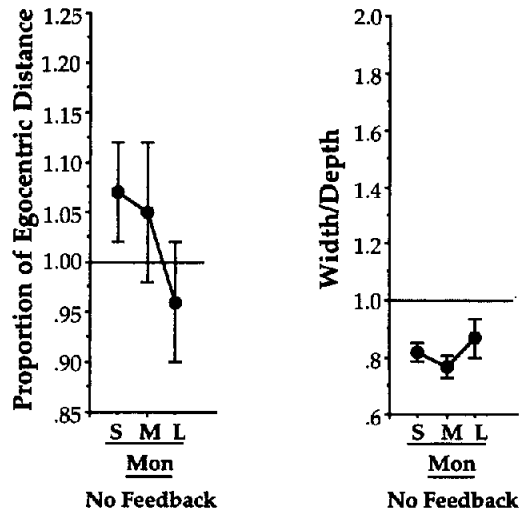 Proportion of Egocentric Distance
1.25
1.20
1.15
1.10
1.05
1.00
.95
.90
.85
S M L
Mon
No Feedback
Width/Depth
2.0
1.8
1.6
1.4
1.2
1.0
.8
.6
S M L
Mon
No Feedback